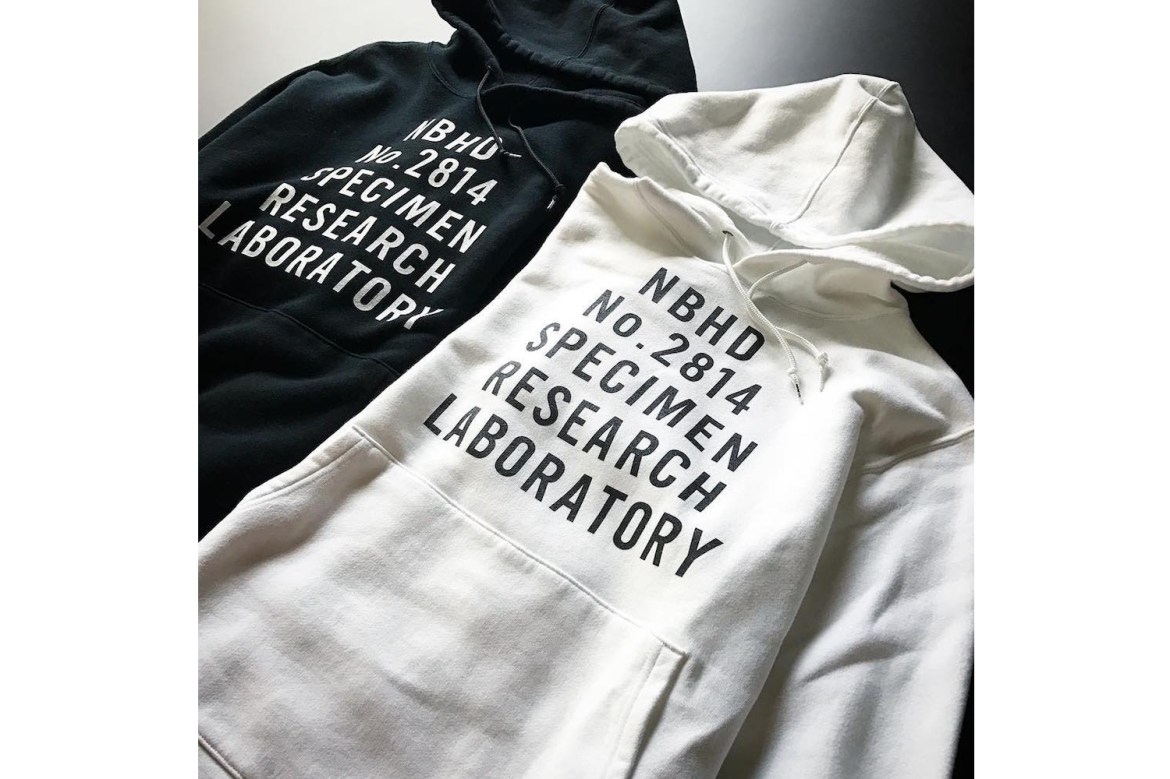 NBHD
No.2814
SPECIMEN
RESEARCH
LABORATORY
NBHD
No.2814
SPECIMEN
RESEARCH
LABORATORY